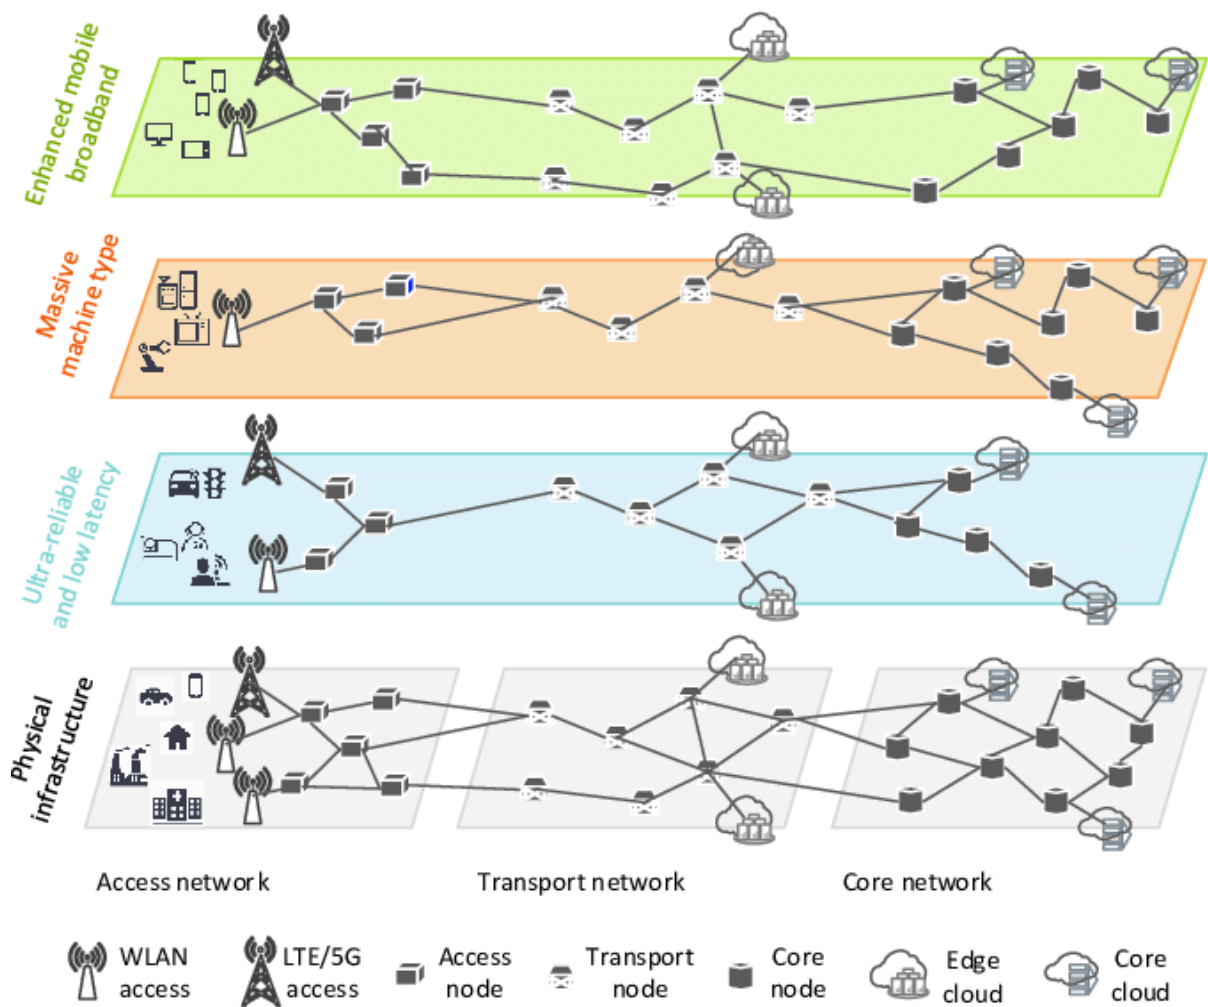 Enhanced mobile
broadband
Massive
machine type
Ultra-reliable
and low latency
Physical
infrastructure
Access network
Transport network
Core network
WLAN
access
LTE/5G
access
Access
node
Transport
node
Core
node
Edge
cloud
Core
cloud